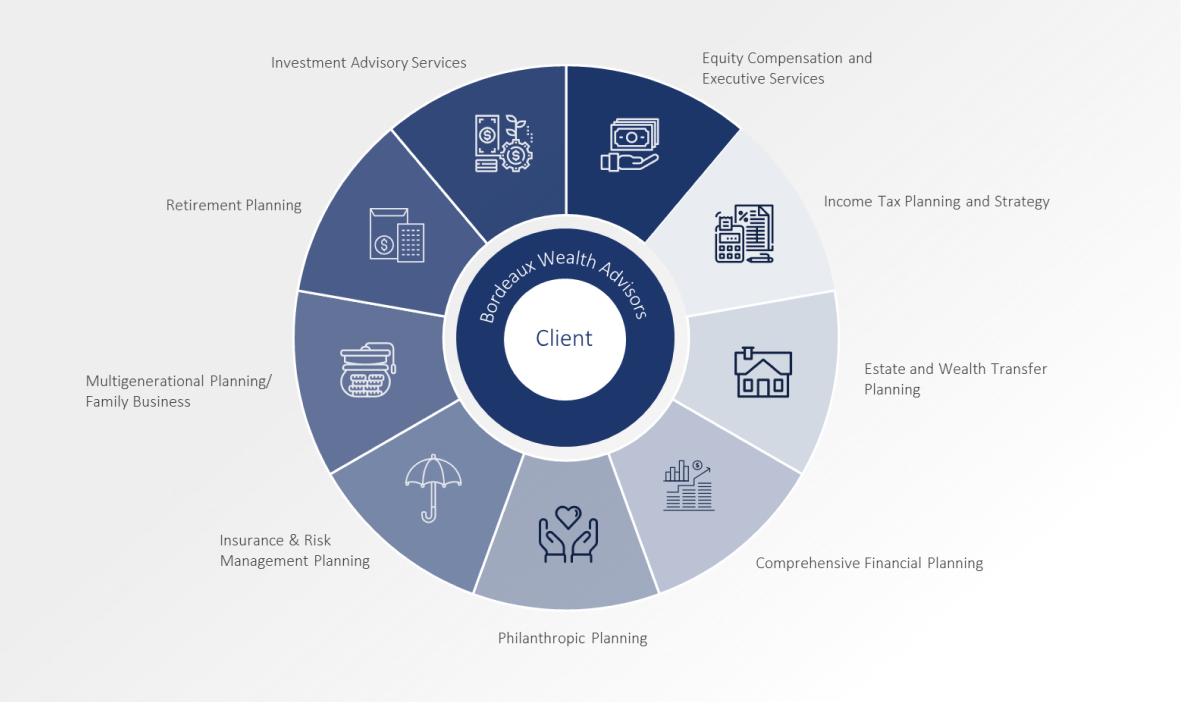 Investment Advisory Services
Equity Compensation and
Executive Services
Retirement Planning
Income Tax Planning and Strategy
Bordeaux Wealth Advisors
Client
Multigenerational Planning/
Family Business
Estate and Wealth Transfer
Planning
Insurance & Risk
Management Planning
Comprehensive Financial Planning
Philanthropic Planning